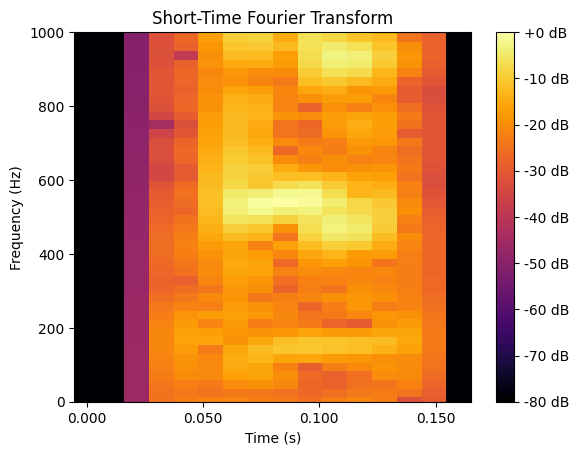 Short-Time Fourier Transform
1000
800
600
400
200
0
Frequency (Hz)
0.000
0.050
0.100
0.150
Time (s)
+0 dB
-10 dB
-20 dB
-30 dB
-40 dB
-50 dB
-60 dB
-70 dB
-80 dB